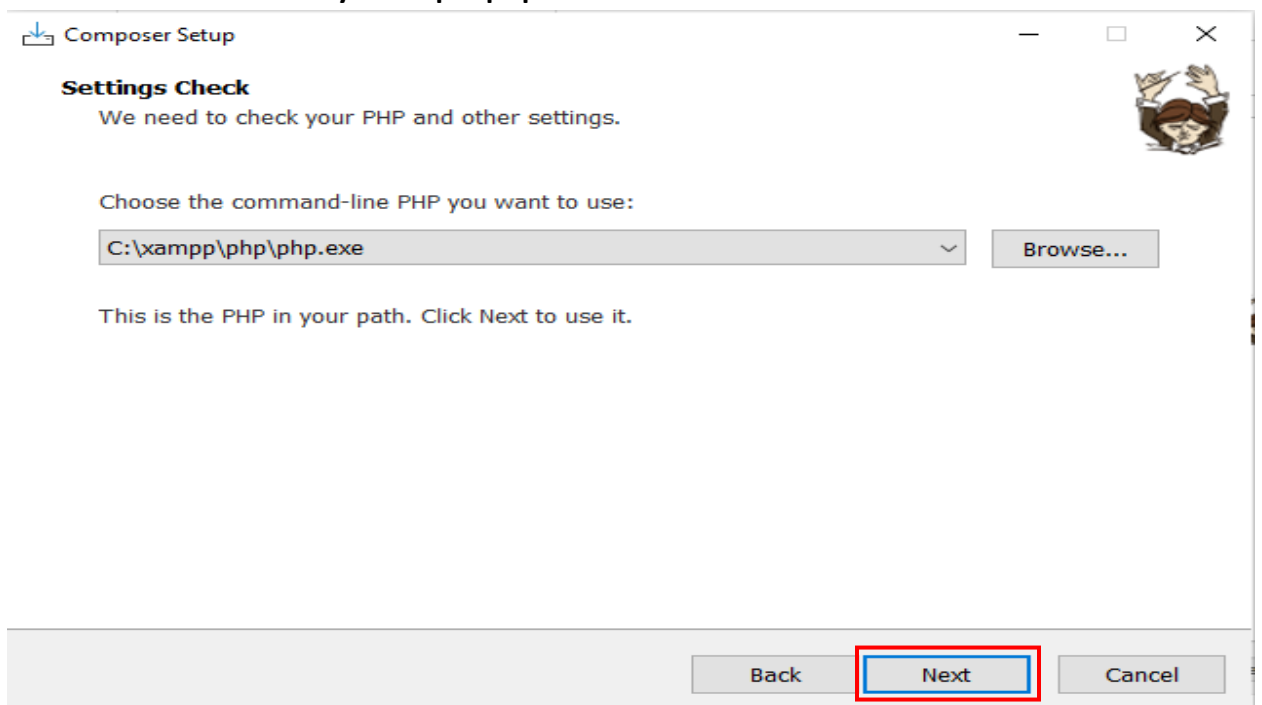 Composer Setup
Settings Check
We need to check your PHP and other settings.
Choose the command-line PHP you want to use:
C:\xampp\php\php.exe
Browse...
This is the PHP in your path. Click Next to use it.
Back
Next
Cancel